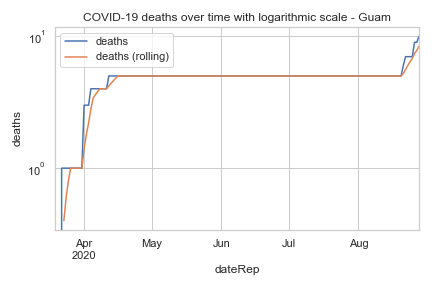 COVID-19 deaths over time with logarithmic scale - Guam
deaths
deaths (rolling)
10¹
10⁰
deaths
Apr
2020
May
Jun
Jul
Aug
dateRep